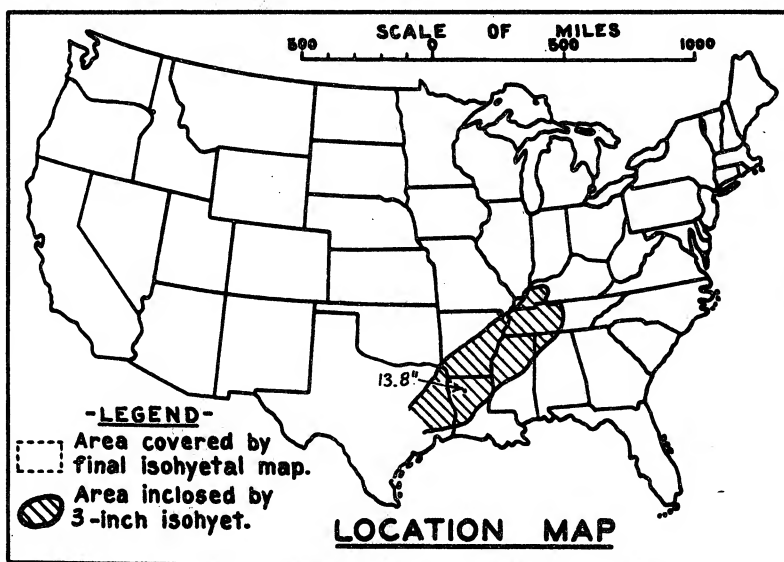 SCALE OF MILES
500 0 500 1000
13.8"
-LEGEND-
Area covered by
final isohyetal map.
Area inclosed by
3-inch isohyet.
LOCATION MAP